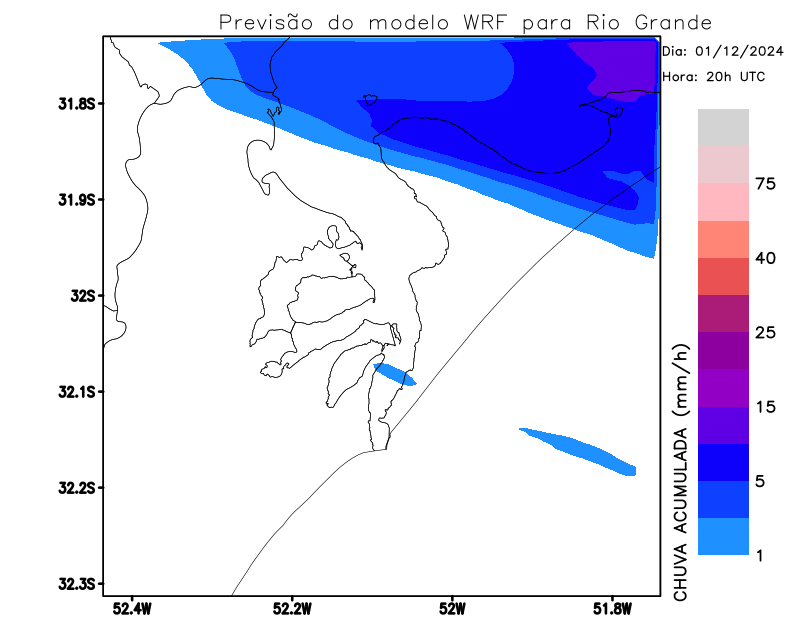 Previsão do modelo WRF para Rio Grande
Dia: 01/12/2024
Hora: 20h UTC
31.8S
31.9S
32S
32.1S
32.2S
32.3S
52.4W
52.2W
52W
51.8W
75
40
25
15
5
1
CHUVA ACUMULADA (mm/h)